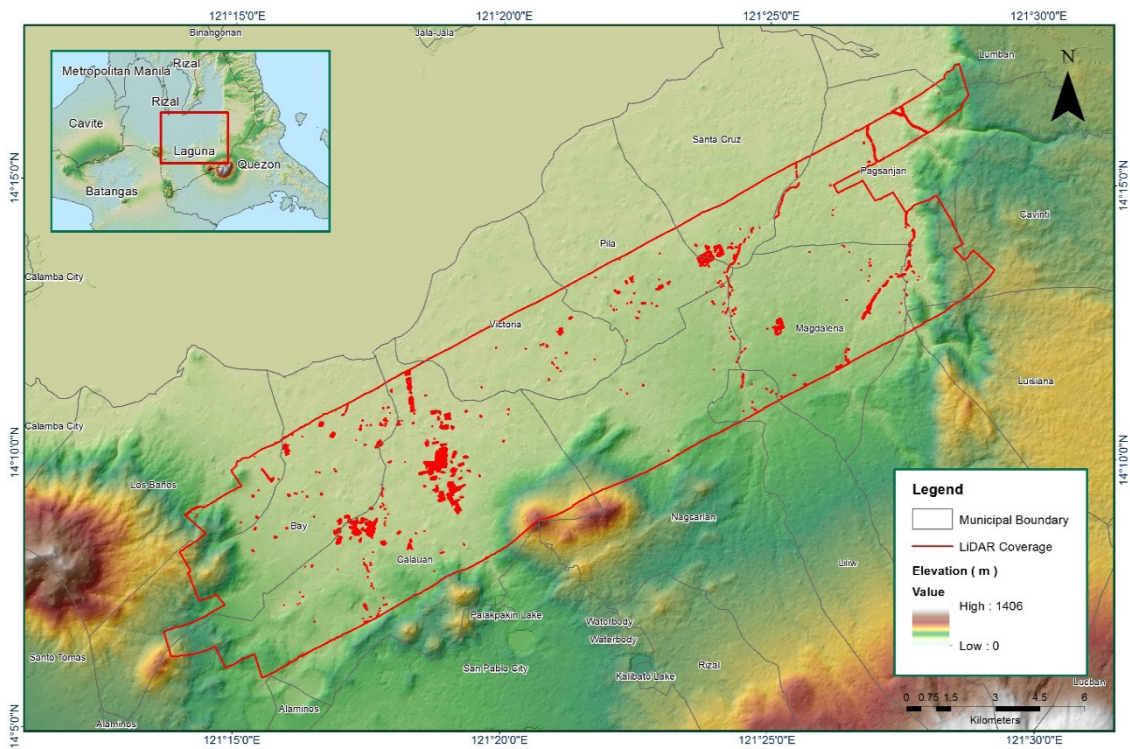 121°15'0"E 121°20'0"E 121°25'0"E 121°30'0"E
Binangonan
Jala-Jala
Rizal
Metropolitan Manila
Rizal
Cavite
Laguna
Quezon
Batangas
Lumban
N
Santa Cruz
14°15'0"N
14°15'0"N
Pagsanjan
Cavinti
Pila
Calamba City
Victoria
Magdalena
Luisiana
Calamba City
14°10'0"N
14°10'0"N
Los Baños
Bay
Nagcarlan
Calauan
Liliw
Palakpakin Lake
Waterbody
Waterbody
Santo Tomas
San Pablo City
Rizal
Kalibato Lake
Lucban
Alaminos
Alaminos
14°5'0"N
14°5'0"N
Legend
Municipal Boundary
LiDAR Coverage
Elevation ( m )
Value
High : 1406
Low : 0
0 0.75 1.5 3 4.5 6
Kilometers
121°15'0"E 121°20'0"E 121°25'0"E 121°30'0"E